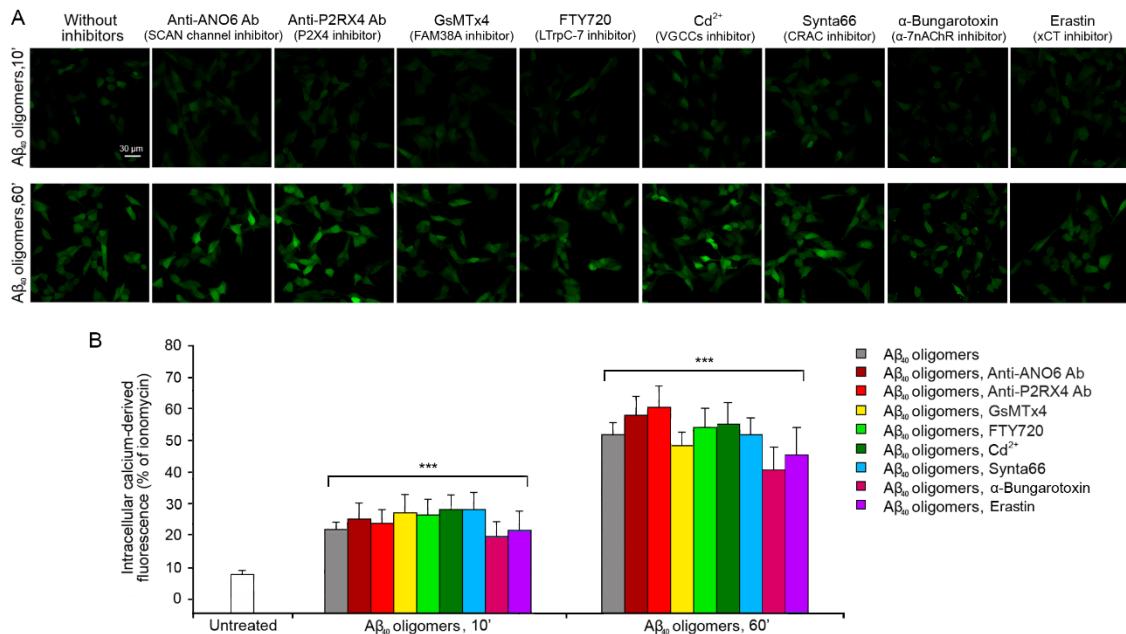 A
Without
inhibitors
Anti-ANO6 Ab
(SCAN channel inhibitor)
Anti-P2RX4 Ab
(P2X4 inhibitor)
GsMTx4
(FAM38A inhibitor)
FTY720
(LTrpC-7 inhibitor)
Cd²⁺
(VGCCs inhibitor)
Synta66
(CRAC inhibitor)
α-Bungarotoxin
(α-7nAChR inhibitor)
Erastin
(xCT inhibitor)
Aβ₄₀ oligomers,10'
30 µm
Aβ₄₀ oligomers,60'
B
Intracellular calcium-derived
fluorescence (% of ionomycin)
80
70
60
50
40
30
20
10
0
***
***
Untreated
Aβ₄₀ oligomers, 10'
Aβ₄₀ oligomers, 60'
Aβ₄₀ oligomers
Aβ₄₀ oligomers, Anti-ANO6 Ab
Aβ₄₀ oligomers, Anti-P2RX4 Ab
Aβ₄₀ oligomers, GsMTx4
Aβ₄₀ oligomers, FTY720
Aβ₄₀ oligomers, Cd²⁺
Aβ₄₀ oligomers, Synta66
Aβ₄₀ oligomers, α-Bungarotoxin
Aβ₄₀ oligomers, Erastin